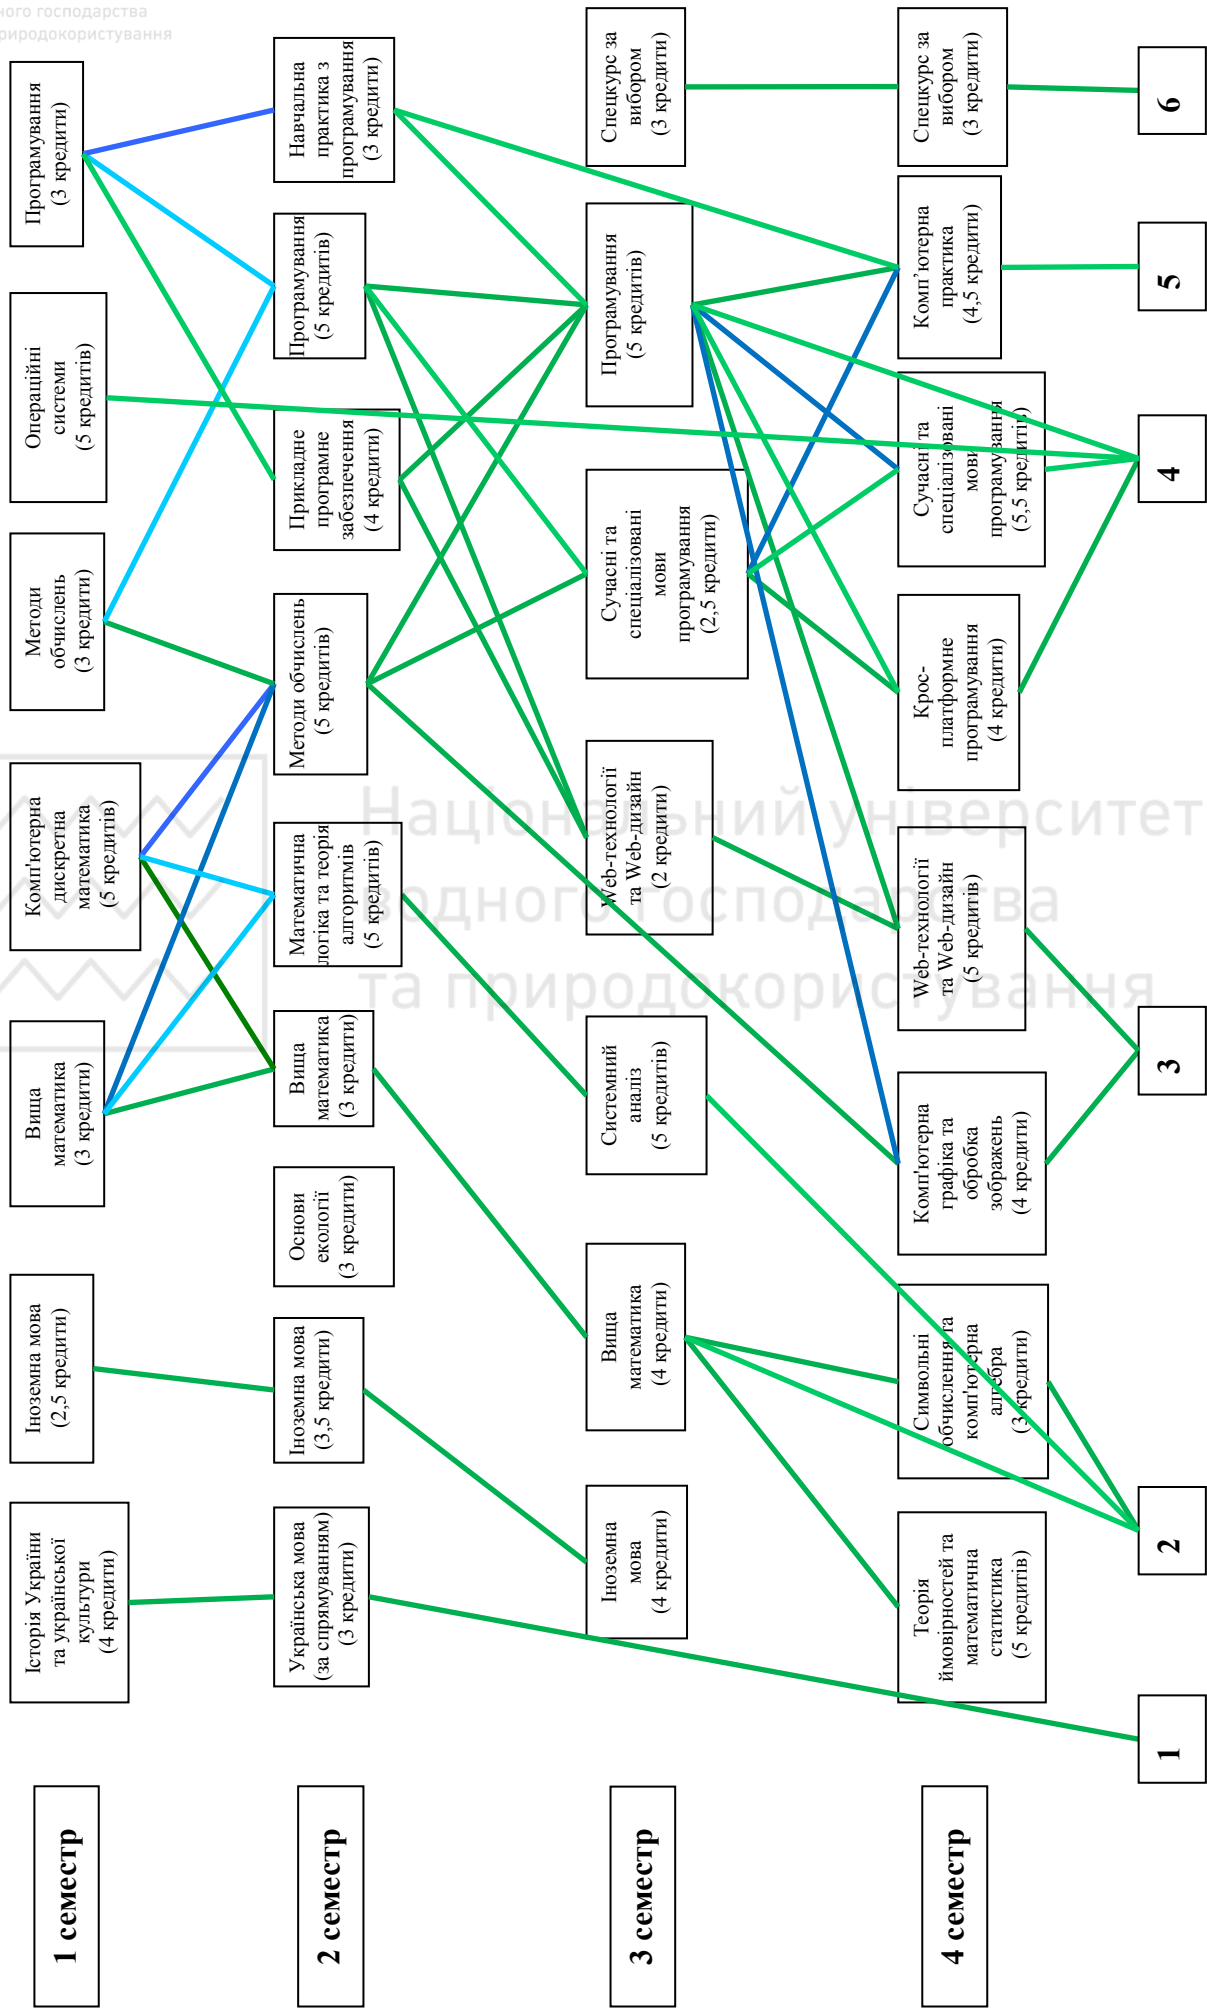 ного господарства
природокористування
1 семестр
Історія України
та української
культури
(4 кредити)
Іноземна мова
(2,5 кредити)
Вища
математика
(3 кредити)
Комп'ютерна
дискретна
математика
(5 кредитів)
Методи
обчислень
(3 кредити)
Операційні
системи
(5 кредитів)
Програмування
(3 кредити)
2 семестр
Українська мова
(за спрямуванням)
(3 кредити)
Іноземна мова
(3,5 кредити)
Основи
екології
(3 кредити)
Вища
математика
(3 кредити)
Математична
логіка та теорія
алгоритмів
(5 кредитів)
Методи обчислень
(5 кредитів)
Прикладне
програмне
забезпечення
(4 кредити)
Програмування
(5 кредитів)
Навчальна
практика з
програмування
(3 кредити)
3 семестр
Іноземна
мова
(4 кредити)
Вища
математика
(4 кредити)
Системний
аналіз
(5 кредитів)
Web-технології
та Web-дизайн
(2 кредити)
Сучасні та
спеціалізовані
мови
програмування
(2,5 кредити)
Програмування
(5 кредитів)
Спецкурс за
вибором
(3 кредити)
4 семестр
Теорія
ймовірностей та
математична
статистика
(5 кредитів)
Символьні
обчислення та
комп'ютерна
алгебра
(3 кредити)
Комп'ютерна
графіка та
обробка
зображень
(4 кредити)
Web-технології
та Web-дизайн
(5 кредитів)
Крос-
платформне
програмування
(4 кредити)
Сучасні та
спеціалізовані
мови
програмування
(5,5 кредитів)
Комп'ютерна
практика
(4,5 кредити)
Спецкурс за
вибором
(3 кредити)
1
2
3
4
5
6
Національний університет
водного господарства
та природокористування